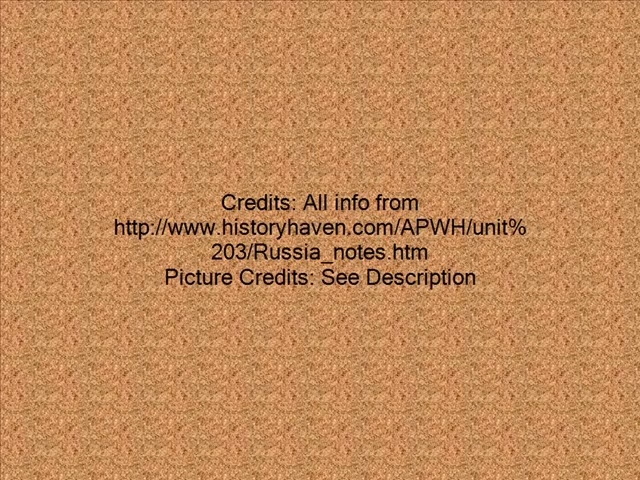 Credits: All info from
http://www.historyhaven.com/APWH/unit%
203/Russia_notes.htm
Picture Credits: See Description